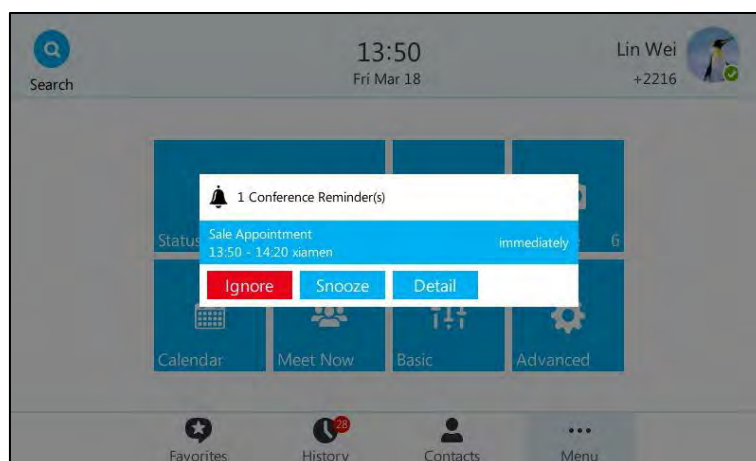 Search
13:50
Fri Mar 18
Lin Wei
+2216
1 Conference Reminder(s)
Sale Appointment
13:50 - 14:20 xiamen
immediately
Status
6
Ignore
Snooze
Detail
Calendar
Meet Now
Basic
Advanced
28
Favorites
History
Contacts
Menu